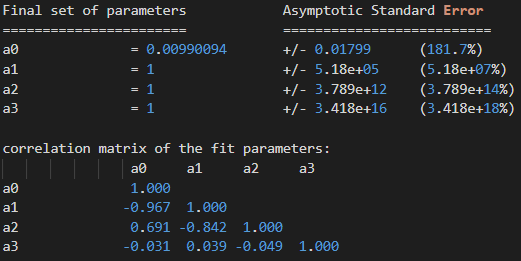 Final set of parameters            Asymptotic Standard Error
=======================            ==========================
a0              = 0.00990094       +/- 0.01799      (181.7%)
a1              = 1                +/- 5.18e+05     (5.18e+07%)
a2              = 1                +/- 3.789e+12    (3.789e+14%)
a3              = 1                +/- 3.418e+16    (3.418e+18%)
correlation matrix of the fit parameters:
                a0     a1     a2     a3
a0              1.000
a1             -0.967  1.000
a2              0.691 -0.842  1.000
a3             -0.031  0.039 -0.049  1.000